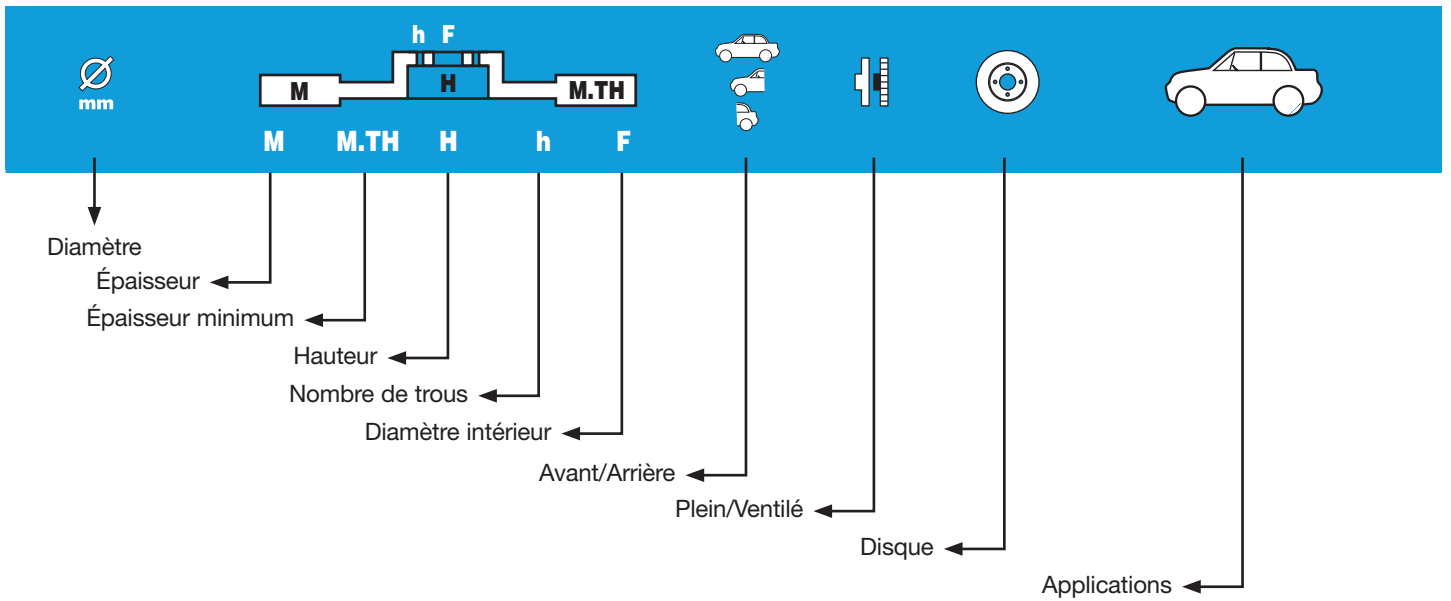 h F
Ø
mm
M H M.TH
M M.TH H h F
Diamètre
Épaisseur
Épaisseur minimum
Hauteur
Nombre de trous
Diamètre intérieur
Avant/Arrière
Plein/Ventilé
Disque
Applications